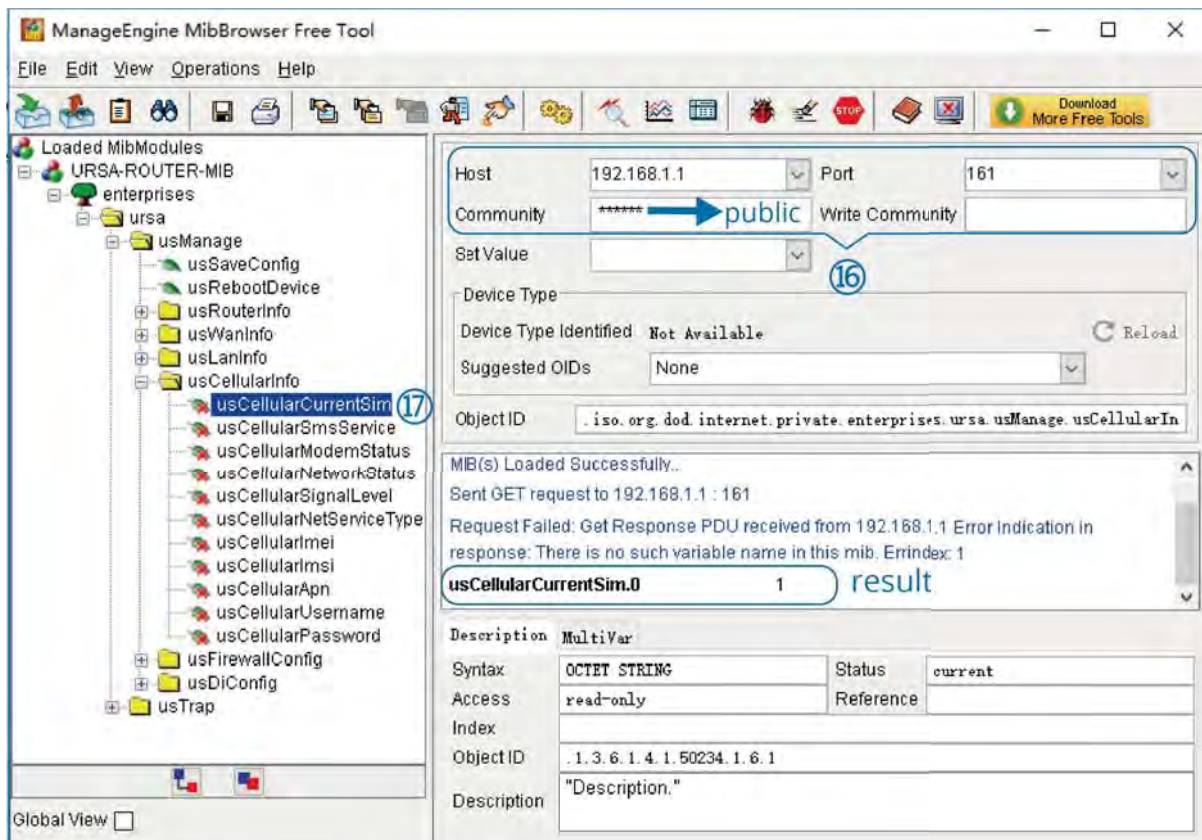 ManageEngine MibBrowser Free Tool
File Edit View Operations Help
STOP
Download
More Free Tools
Loaded MibModules
URSA-ROUTER-MIB
enterprises
ursa
usManage
usSaveConfig
usRebootDevice
usRouterInfo
usWanInfo
usLanInfo
usCellularInfo
usCellularCurrentSim ⑰
usCellularSmsService
usCellularModemStatus
usCellularNetworkStatus
usCellularSignalLevel
usCellularNetServiceType
usCellularImei
usCellularImsi
usCellularApn
usCellularUsername
usCellularPassword
usFirewallConfig
usDiConfig
usTrap
Global View
Host 192.168.1.1 Port 161
Community ****** public Write Community
⑯
Set Value
Device Type
Device Type Identified Not Available Reload
Suggested OIDs None
Object ID .iso.org.dod.internet.private.enterprises.ursa.usManage.usCellularIn
MIB(s) Loaded Successfully..
Sent GET request to 192.168.1.1 : 161
Request Failed: Get Response PDU received from 192.168.1.1 Error Indication in
response: There is no such variable name in this mib. Errindex: 1
usCellularCurrentSim.0 1 result
Description MultiVar
Syntax OCTET STRING Status current
Access read-only Reference
Index
Object ID .1.3.6.1.4.1.50234.1.6.1
Description "Description."